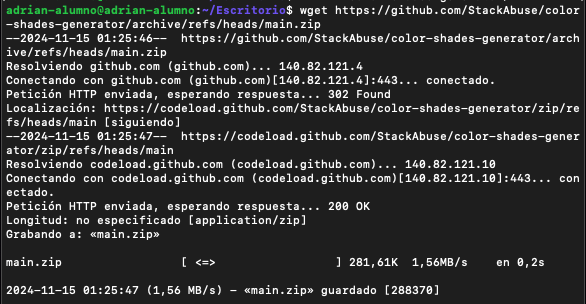 adrian-alumno@adrian-alumno:~/Escritorio$ wget https://github.com/StackAbuse/color
-shades-generator/archive/refs/heads/main.zip
--2024-11-15 01:25:46--  https://github.com/StackAbuse/color-shades-generator/arch
ive/refs/heads/main.zip
Resolviendo github.com (github.com)... 140.82.121.4
Conectando con github.com (github.com)[140.82.121.4]:443... conectado.
Petición HTTP enviada, esperando respuesta... 302 Found
Localización: https://codeload.github.com/StackAbuse/color-shades-generator/zip/re
fs/heads/main [siguiendo]
--2024-11-15 01:25:47--  https://codeload.github.com/StackAbuse/color-shades-gener
ator/zip/refs/heads/main
Resolviendo codeload.github.com (codeload.github.com)... 140.82.121.10
Conectando con codeload.github.com (codeload.github.com)[140.82.121.10]:443... con
ectado.
Petición HTTP enviada, esperando respuesta... 200 OK
Longitud: no especificado [application/zip]
Grabando a: «main.zip»
main.zip                [ <=>                ] 281,61K  1,56MB/s    en 0,2s
2024-11-15 01:25:47 (1,56 MB/s) - «main.zip» guardado [288370]